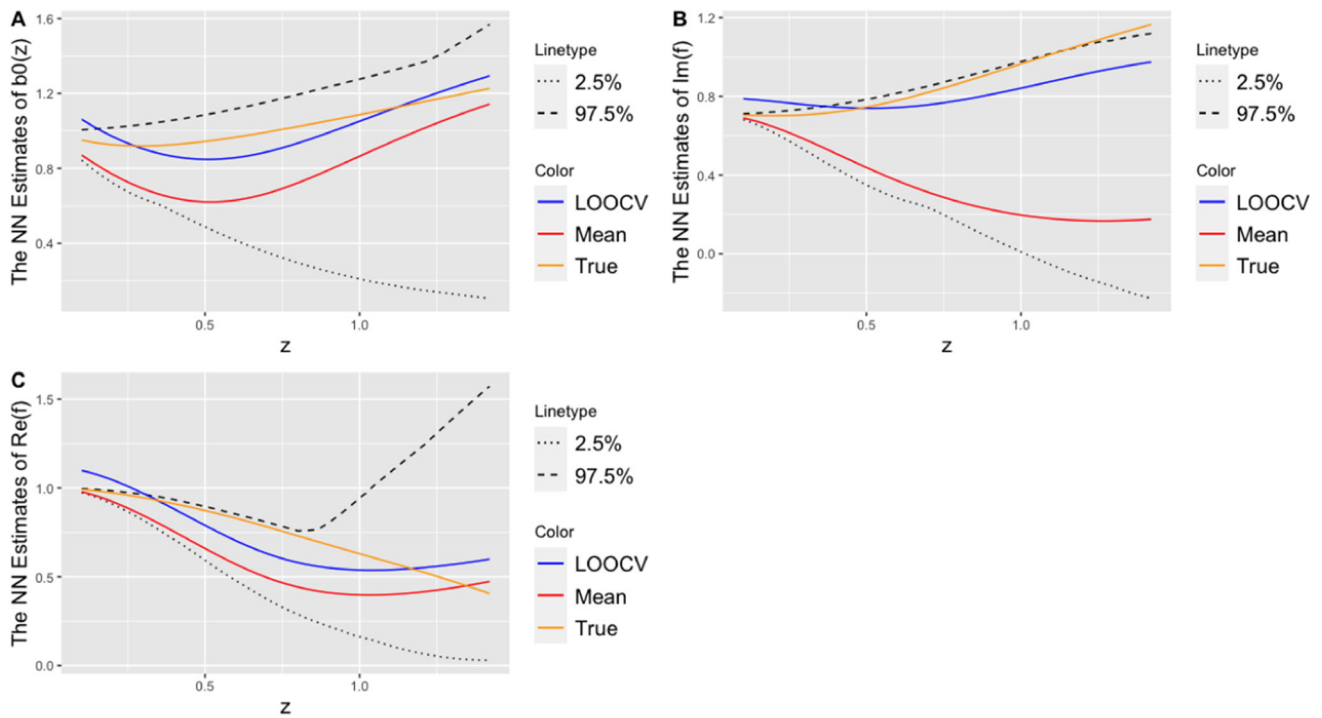 A
The NN Estimates of b0(z)
1.6
1.2
0.8
0.4
0.5
1.0
z
Linetype
2.5%
97.5%
Color
LOOCV
Mean
True
B
The NN Estimates of Im(f)
1.2
0.8
0.4
0.0
0.5
1.0
z
Linetype
2.5%
97.5%
Color
LOOCV
Mean
True
C
The NN Estimates of Re(f)
1.5
1.0
0.5
0.0
0.5
1.0
z
Linetype
2.5%
97.5%
Color
LOOCV
Mean
True